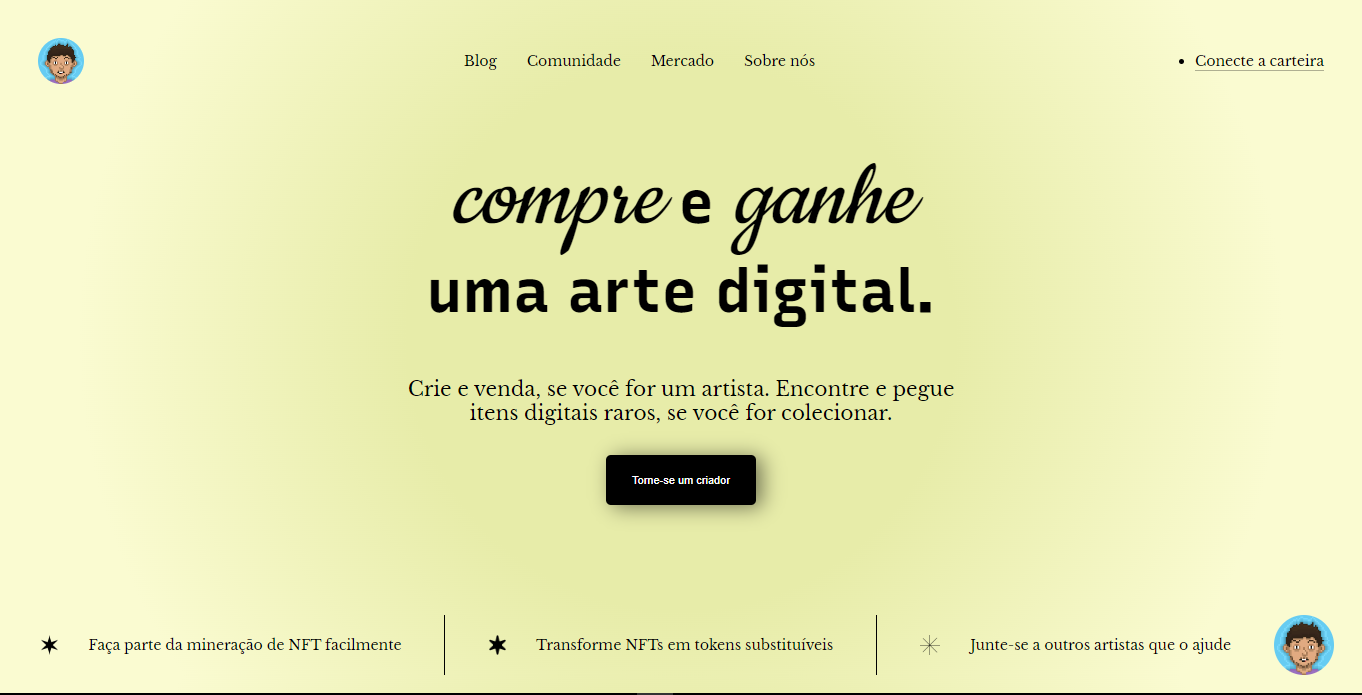 Blog Comunidade Mercado Sobre nós Conecte a carteira
compre e ganhe
uma arte digital.
Crie e venda, se você for um artista. Encontre e pegue
itens digitais raros, se você for colecionar.
Torne-se um criador
Faça parte da mineração de NFT facilmente Transforme NFTs em tokens substituíveis Junte-se a outros artistas que o ajude